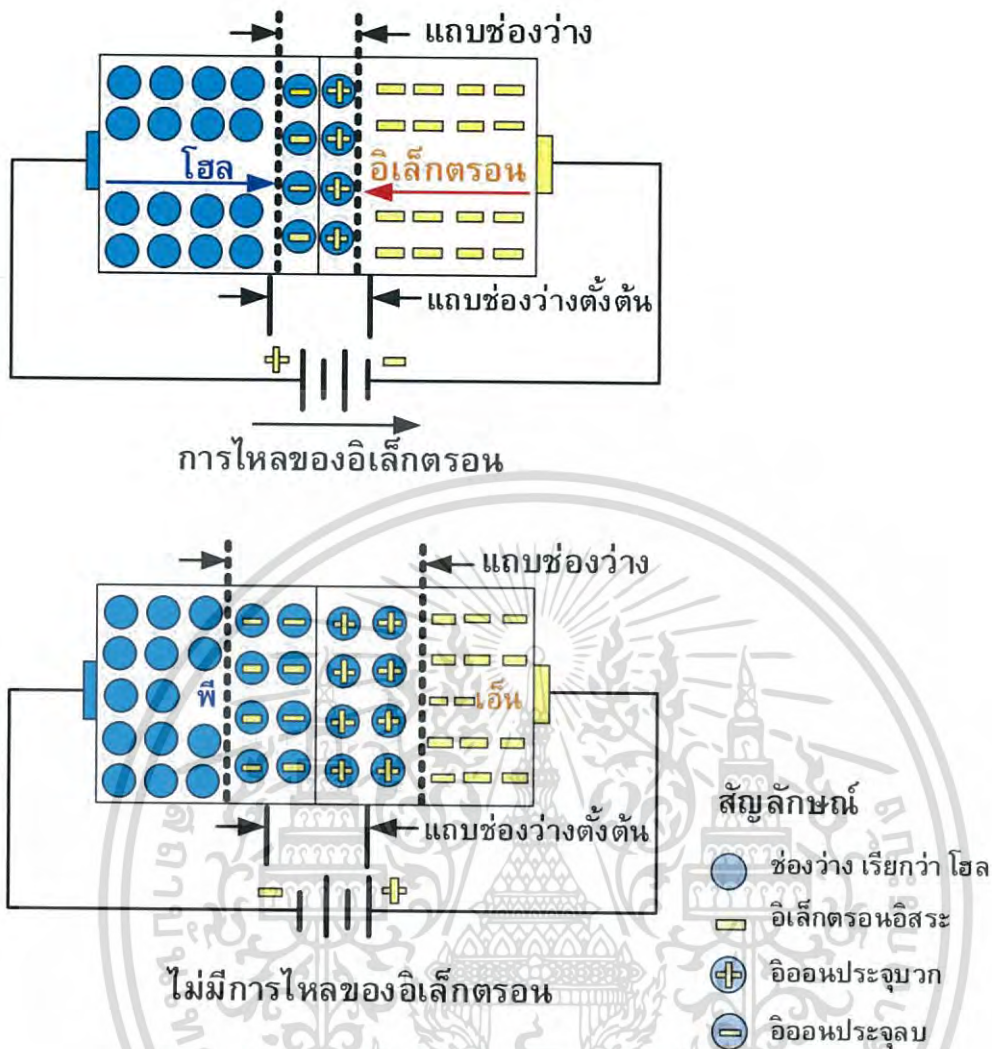 แถบช่องว่าง
โฮล
อิเล็กตรอน
แถบช่องว่างตั้งต้น
+ -
การไหลของอิเล็กตรอน
แถบช่องว่าง
พี
เอ็น
แถบช่องว่างตั้งต้น
- +
ไม่มีการไหลของอิเล็กตรอน
สัญลักษณ์
ช่องว่าง เรียกว่า โฮล
อิเล็กตรอนอิสระ
อิออนประจุบวก
อิออนประจุลบ